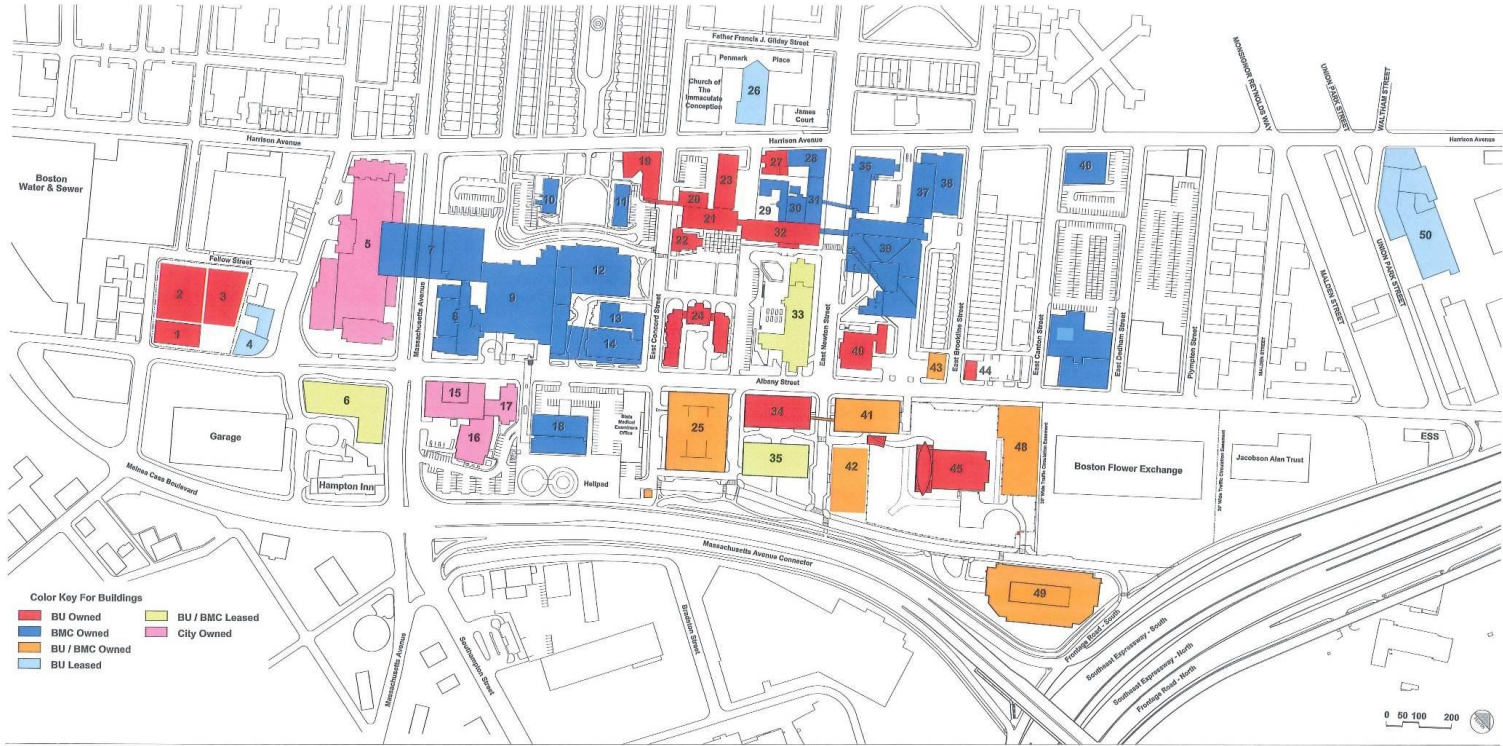 Father Francis J. Gilday Street
Penmark Place
Church of
The
Immaculate
Conception
26
James
Court
MONSIGNOR REYNOLDS WAY
UNION PARK STREET
WALTHAM STREET
Harrison Avenue
Harrison Avenue
Harrison Avenue
Boston
Water & Sewer
19
27
28
36
37
38
46
10
11
20
23
29
30
31
21
32
22
5
7
12
39
50
Fellow Street
2
3
1
4
9
8
13
14
24
33
40
43
44
Massachusetts Avenue
East Concord Street
East Newton Street
East Brookline Street
East Canton Street
East Dedham Street
Plympton Street
MALDEN STREET
UNION PARK STREET
Albany Street
6
15
17
16
18
State
Medical
Examiners
Office
25
34
41
35
42
45
48
Garage
Hampton Inn
Helipad
Boston Flower Exchange
Jacobson Alan Trust
ESS
Melnea Cass Boulevard
Massachusetts Avenue Connector
49
Color Key For Buildings
BU Owned
BMC Owned
BU / BMC Owned
BU Leased
BU / BMC Leased
City Owned
Massachusetts Avenue
Southampton Street
Bradston Street
Frontage Road - South
Southeast Expressway - South
Southeast Expressway - North
Frontage Road - North
0 50 100 200